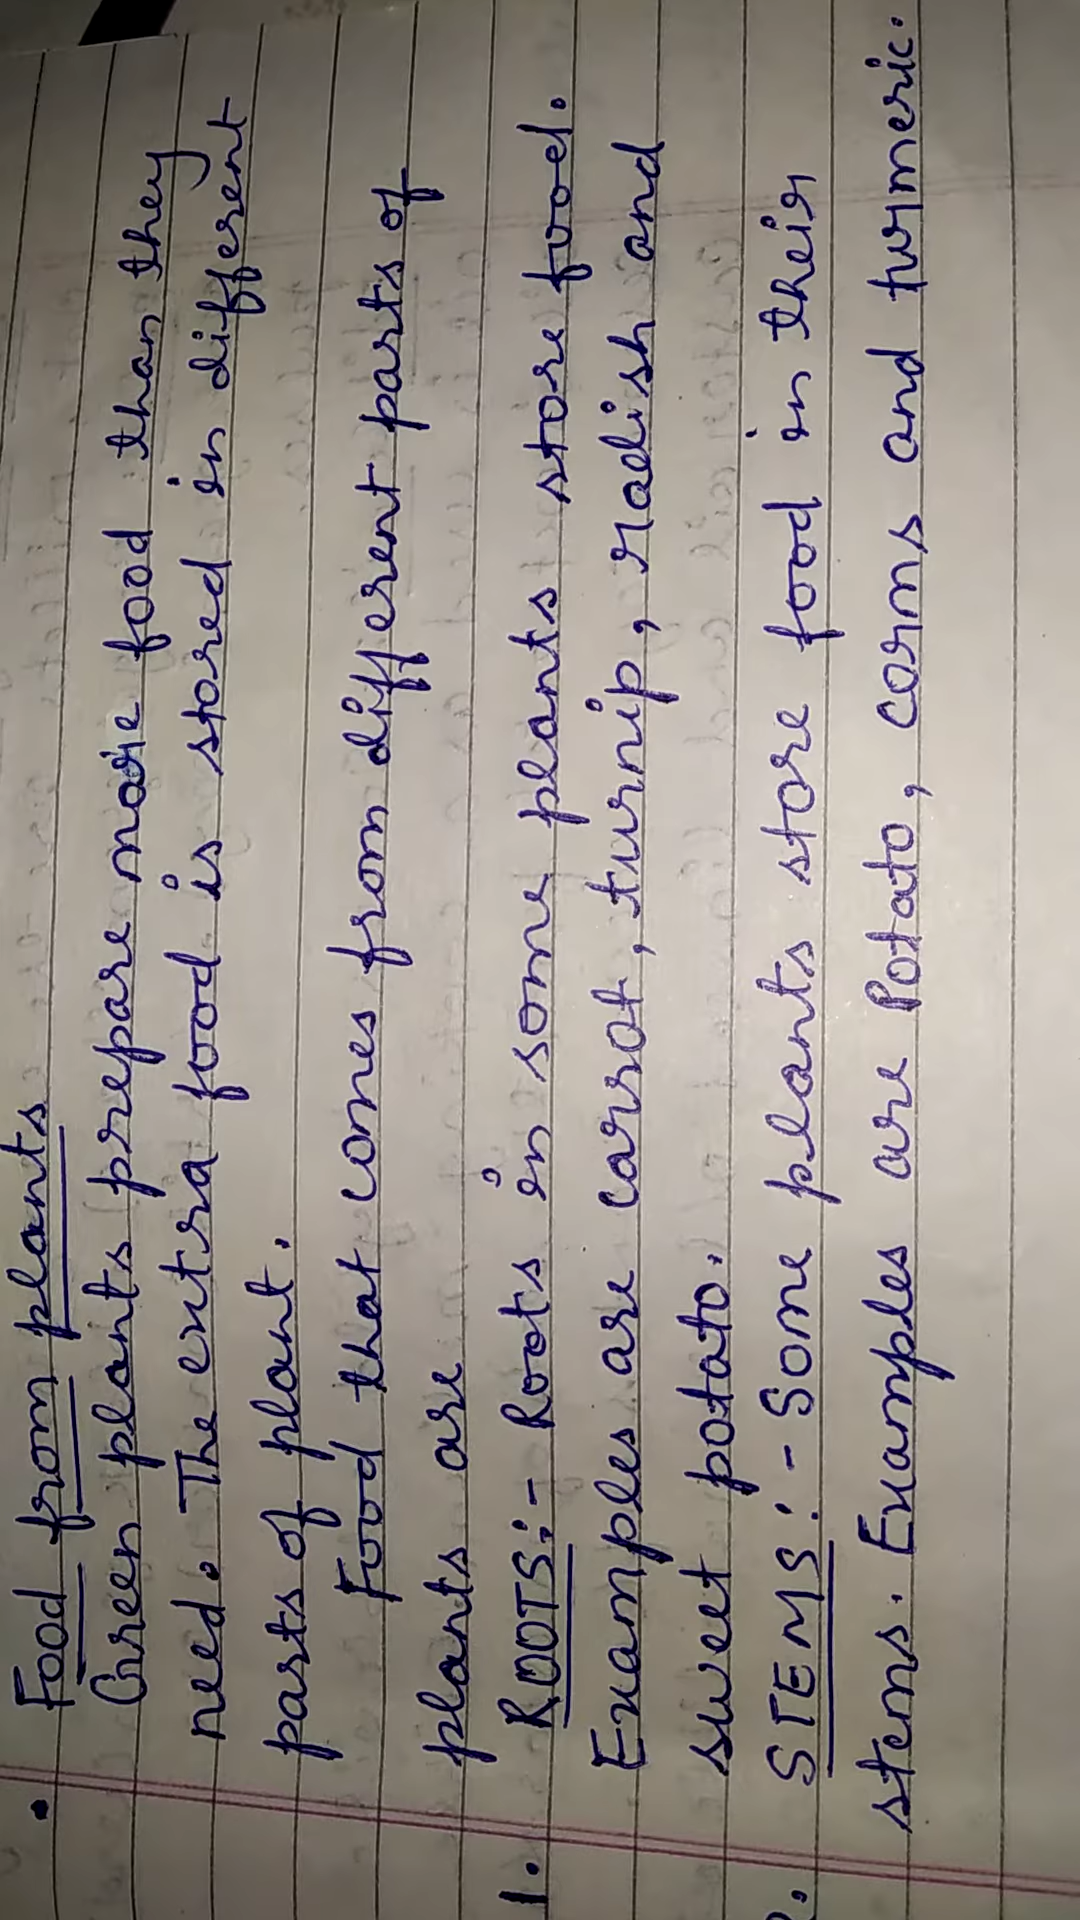 • Food from plants
Green plants prepare more food than they
need. The extra food is stored in different
parts of plant.
Food that comes from different parts of
plants are
1. ROOTS:- Roots in some plants store food.
Examples are carrot, turnip, radish and
sweet potato.
2. STEMS:- Some plants store food in their
stems. Examples are Potato, corms and turmeric.